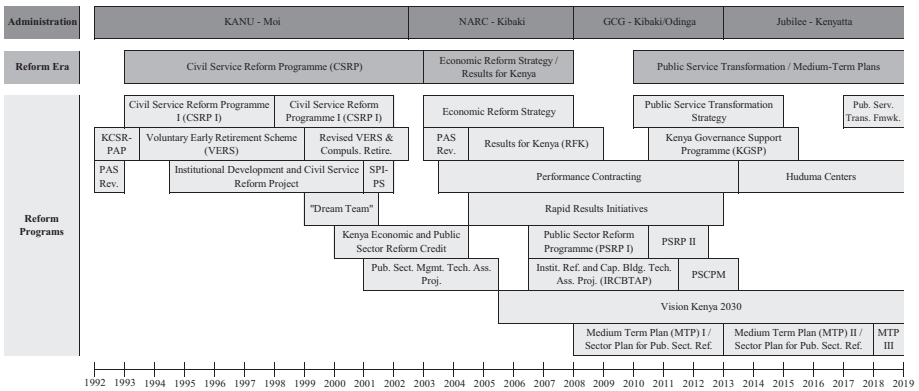 Administration
KANU - Moi
NARC - Kibaki
GCG - Kibaki/Odinga
Jubilee - Kenyatta
Reform Era
Civil Service Reform Programme (CSRP)
Economic Reform Strategy /
Results for Kenya
Public Service Transformation / Medium-Term Plans
Reform
Programs
Civil Service Reform Programme
I (CSRP I)
Civil Service Reform
Programme I (CSRP I)
Economic Reform Strategy
Public Service Transformation
Strategy
Pub. Serv.
Trans. Fmwk.
KCSR-
PAP
Voluntary Early Retirement Scheme
(VERS)
Revised VERS &
Compuls. Retire.
PAS
Rev.
Results for Kenya (RFK)
Kenya Governance Support
Programme (KGSP)
PAS
Rev.
Institutional Development and Civil Service
Reform Project
SPI-
PS
Performance Contracting
Huduma Centers
"Dream Team"
Rapid Results Initiatives
Kenya Economic and Public
Sector Reform Credit
Public Sector Reform
Programme (PSRP I)
PSRP II
Pub. Sect. Mgmt. Tech. Ass.
Proj.
Instit. Ref. and Cap. Bldg. Tech.
Ass. Proj. (IRCBTAP)
PSCPM
Vision Kenya 2030
Medium Term Plan (MTP) I /
Sector Plan for Pub. Sect. Ref.
Medium Term Plan (MTP) II /
Sector Plan for Pub. Sect. Ref.
MTP
III
1992 1993 1994 1995 1996 1997 1998 1999 2000 2001 2002 2003 2004 2005 2006 2007 2008 2009 2010 2011 2012 2013 2014 2015 2016 2017 2018 2019